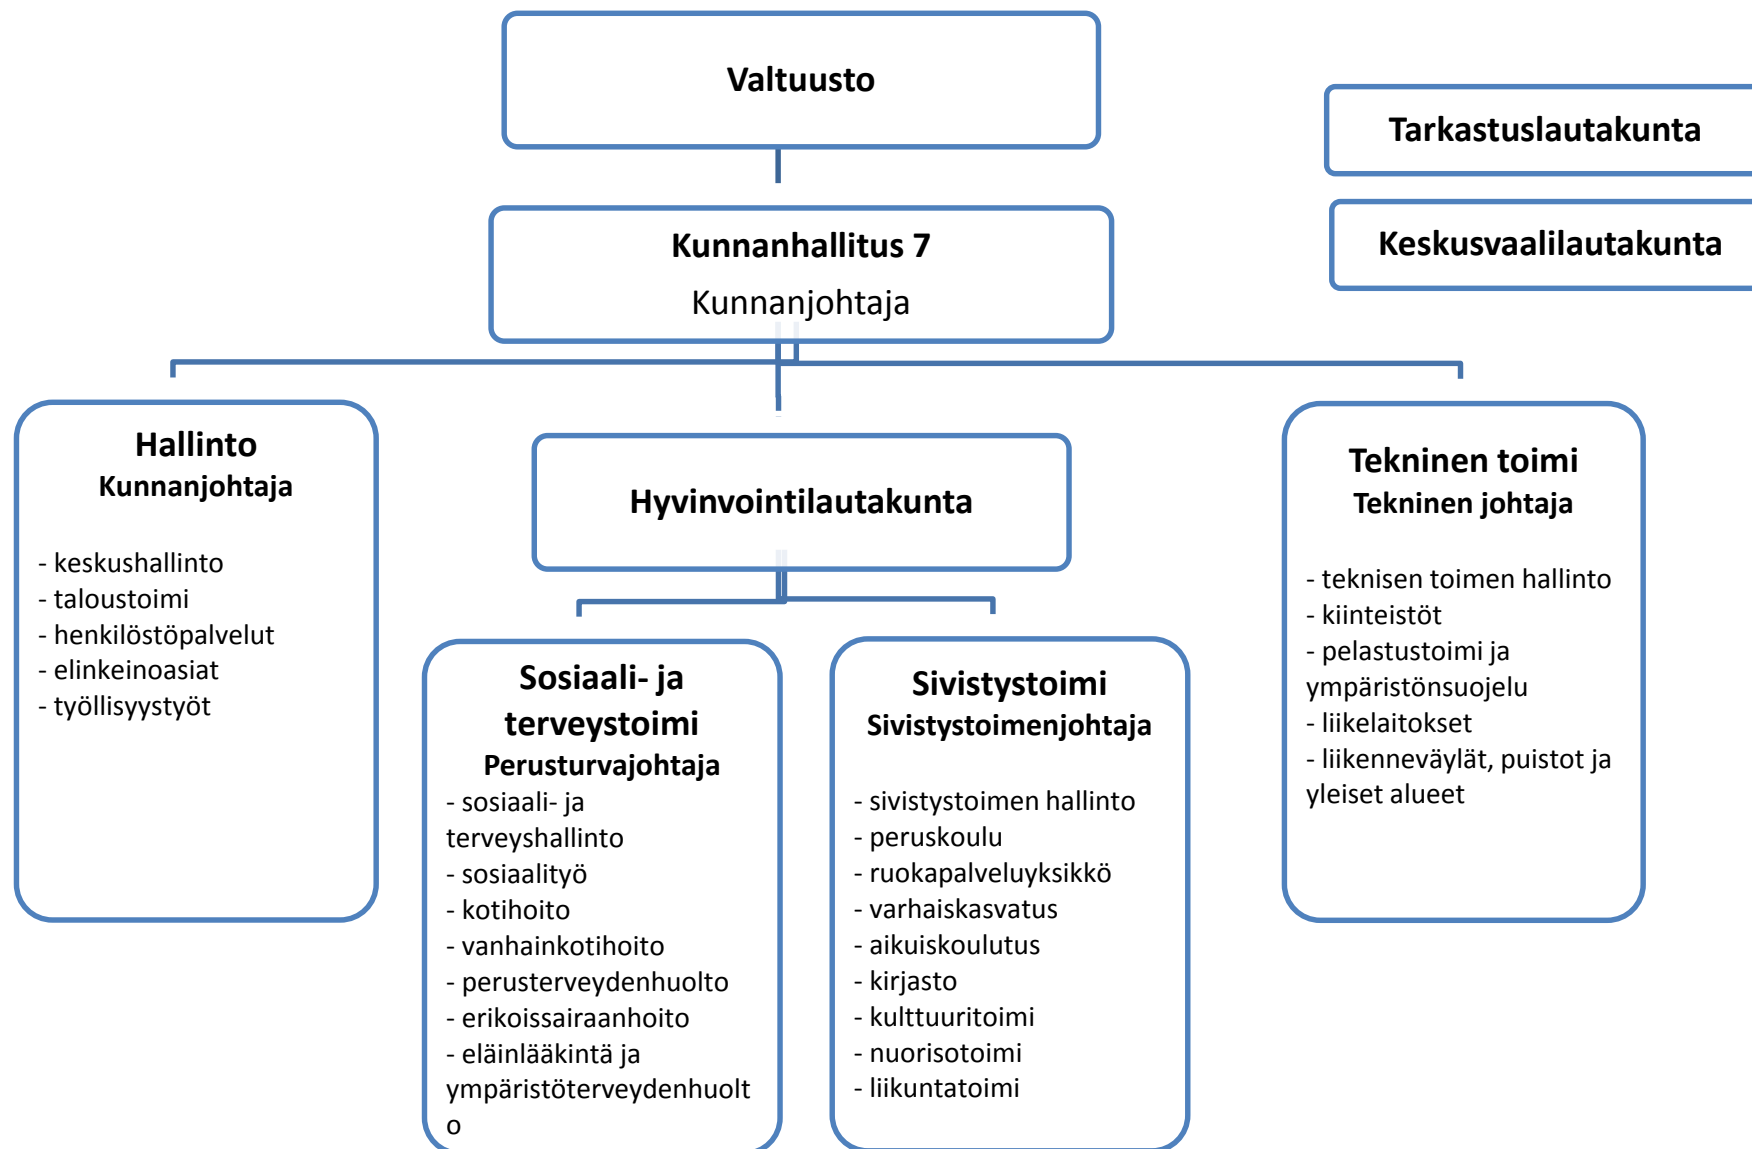 Valtuusto
Tarkastuslautakunta
Keskusvaalilautakunta
Kunnanhallitus 7
Kunnanjohtaja
Hallinto
Kunnanjohtaja
- keskushallinto
- taloustoimi
- henkilöstöpalvelut
- elinkeinoasiat
- työllisyystyöt
Hyvinvointilautakunta
Sosiaali- ja
terveystoimi
Perusturvajohtaja
- sosiaali- ja
terveyshallinto
- sosiaalityö
- kotihoito
- vanhainkotihoito
- perusterveydenhuolto
- erikoissairaanhoito
- eläinlääkintä ja
ympäristöterveydenhuolt
o
Sivistystoimi
Sivistystoimenjohtaja
- sivistystoimen hallinto
- peruskoulu
- ruokapalveluyksikkö
- varhaiskasvatus
- aikuiskoulutus
- kirjasto
- kulttuuritoimi
- nuorisotoimi
- liikuntatoimi
Tekninen toimi
Tekninen johtaja
- teknisen toimen hallinto
- kiinteistöt
- pelastustoimi ja
ympäristönsuojelu
- liikelaitokset
- liikenneväylät, puistot ja
yleiset alueet